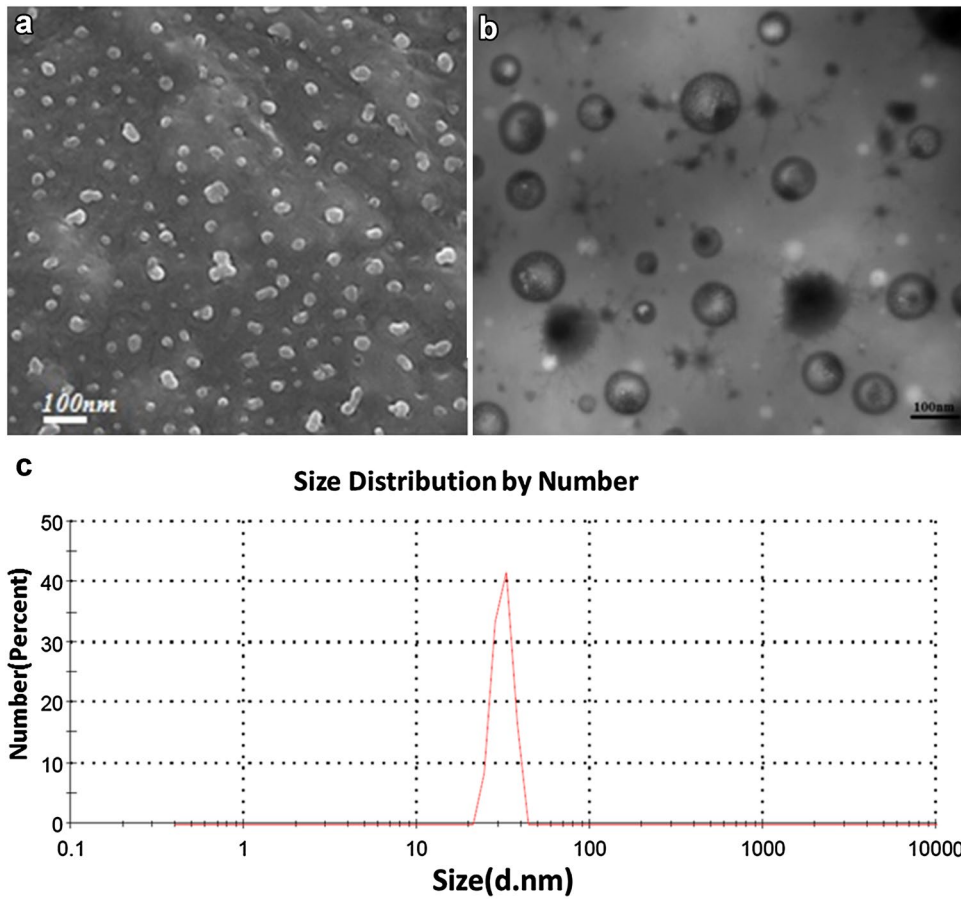 a
b
100nm
100nm
c
Size Distribution by Number
50
40
30
20
10
0
Number(Percent)
0.1 1 10 100 1000 10000
Size(d.nm)